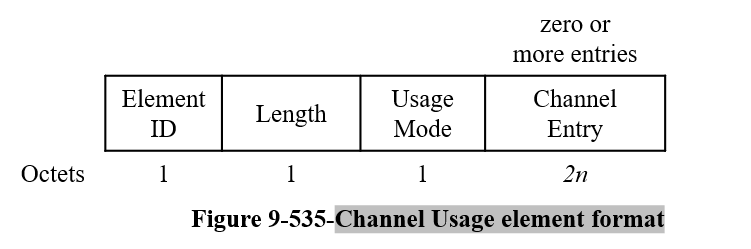 zero or
more entries
Element
ID
Length
Usage
Mode
Channel
Entry
Octets 1 1 1 2n
Figure 9-535-Channel Usage element format